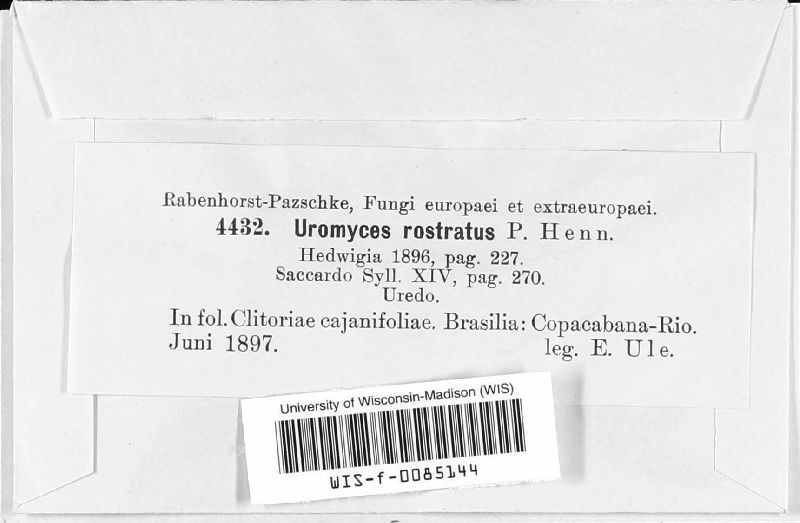 Rabenhorst-Pazschke, Fungi europaei et extraeuropaei.
4432. Uromyces rostratus P. Henn.
Hedwigia 1896, pag. 227.
Saccardo Syll. XIV, pag. 270.
Uredo.
In fol. Clitoriae cajanifoliae. Brasilia: Copacabana-Rio.
Juni 1897. leg. E. Ule.
University of Wisconsin-Madison (WIS)
WIS-f-0085144